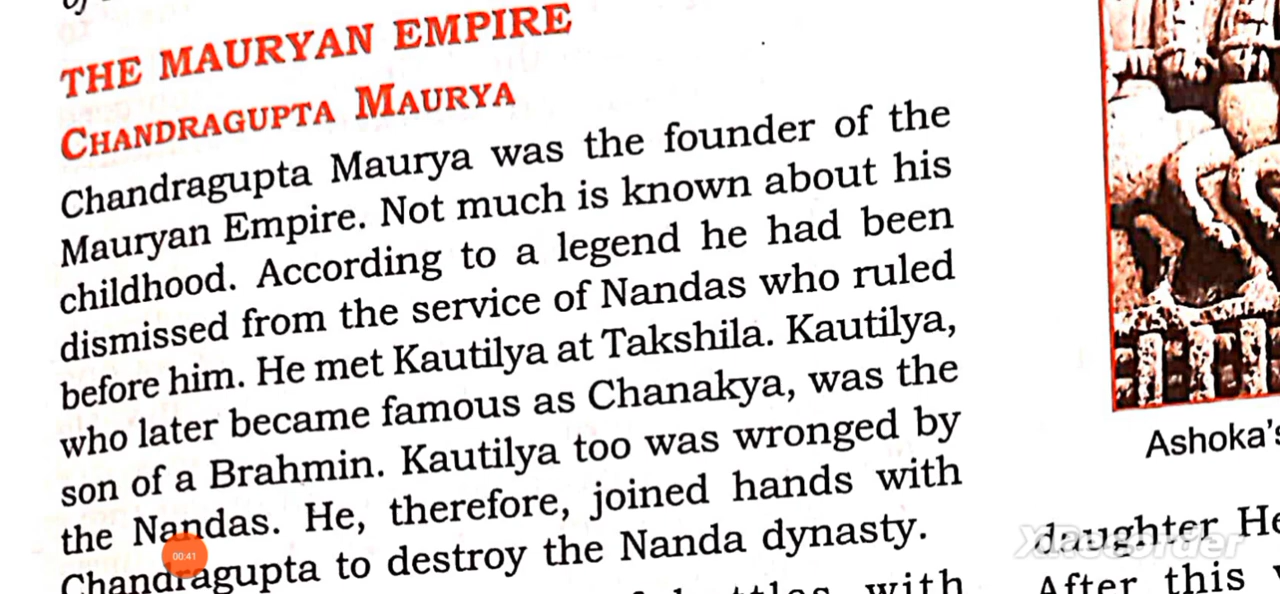 THE MAURYAN EMPIRE
CHANDRAGUPTA MAURYA
Chandragupta Maurya was the founder of the
Mauryan Empire. Not much is known about his
childhood. According to a legend he had been
dismissed from the service of Nandas who ruled
before him. He met Kautilya at Takshila. Kautilya,
who later became famous as Chanakya, was the
son of a Brahmin. Kautilya too was wronged by
the Nandas. He, therefore, joined hands with
Chandragupta to destroy the Nanda dynasty.
with
Ashoka's
daughter He
After this
00:41
XRecorder